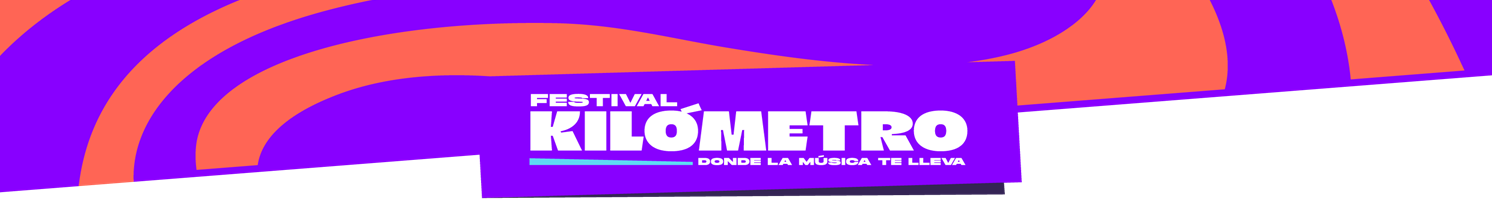 FESTIVAL
KILÓMETRO
DONDE LA MÚSICA TE LLEVA